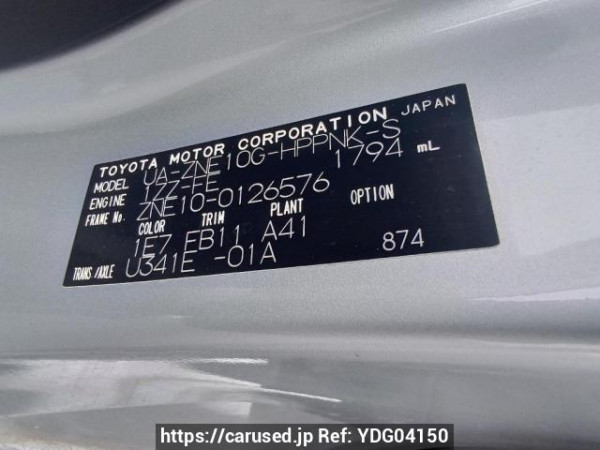 TOYOTA MOTOR CORPORATION JAPAN
MODEL UA-ZNE10G-HPPNK-S
ENGINE 1ZZ-FE 1794 mL
FRAME No. ZNE10-0126576
COLOR TRIM PLANT OPTION
1E7 FB11 A41
TRANS/AXLE U341E -01A 874
https://carused.jp Ref: YDG04150